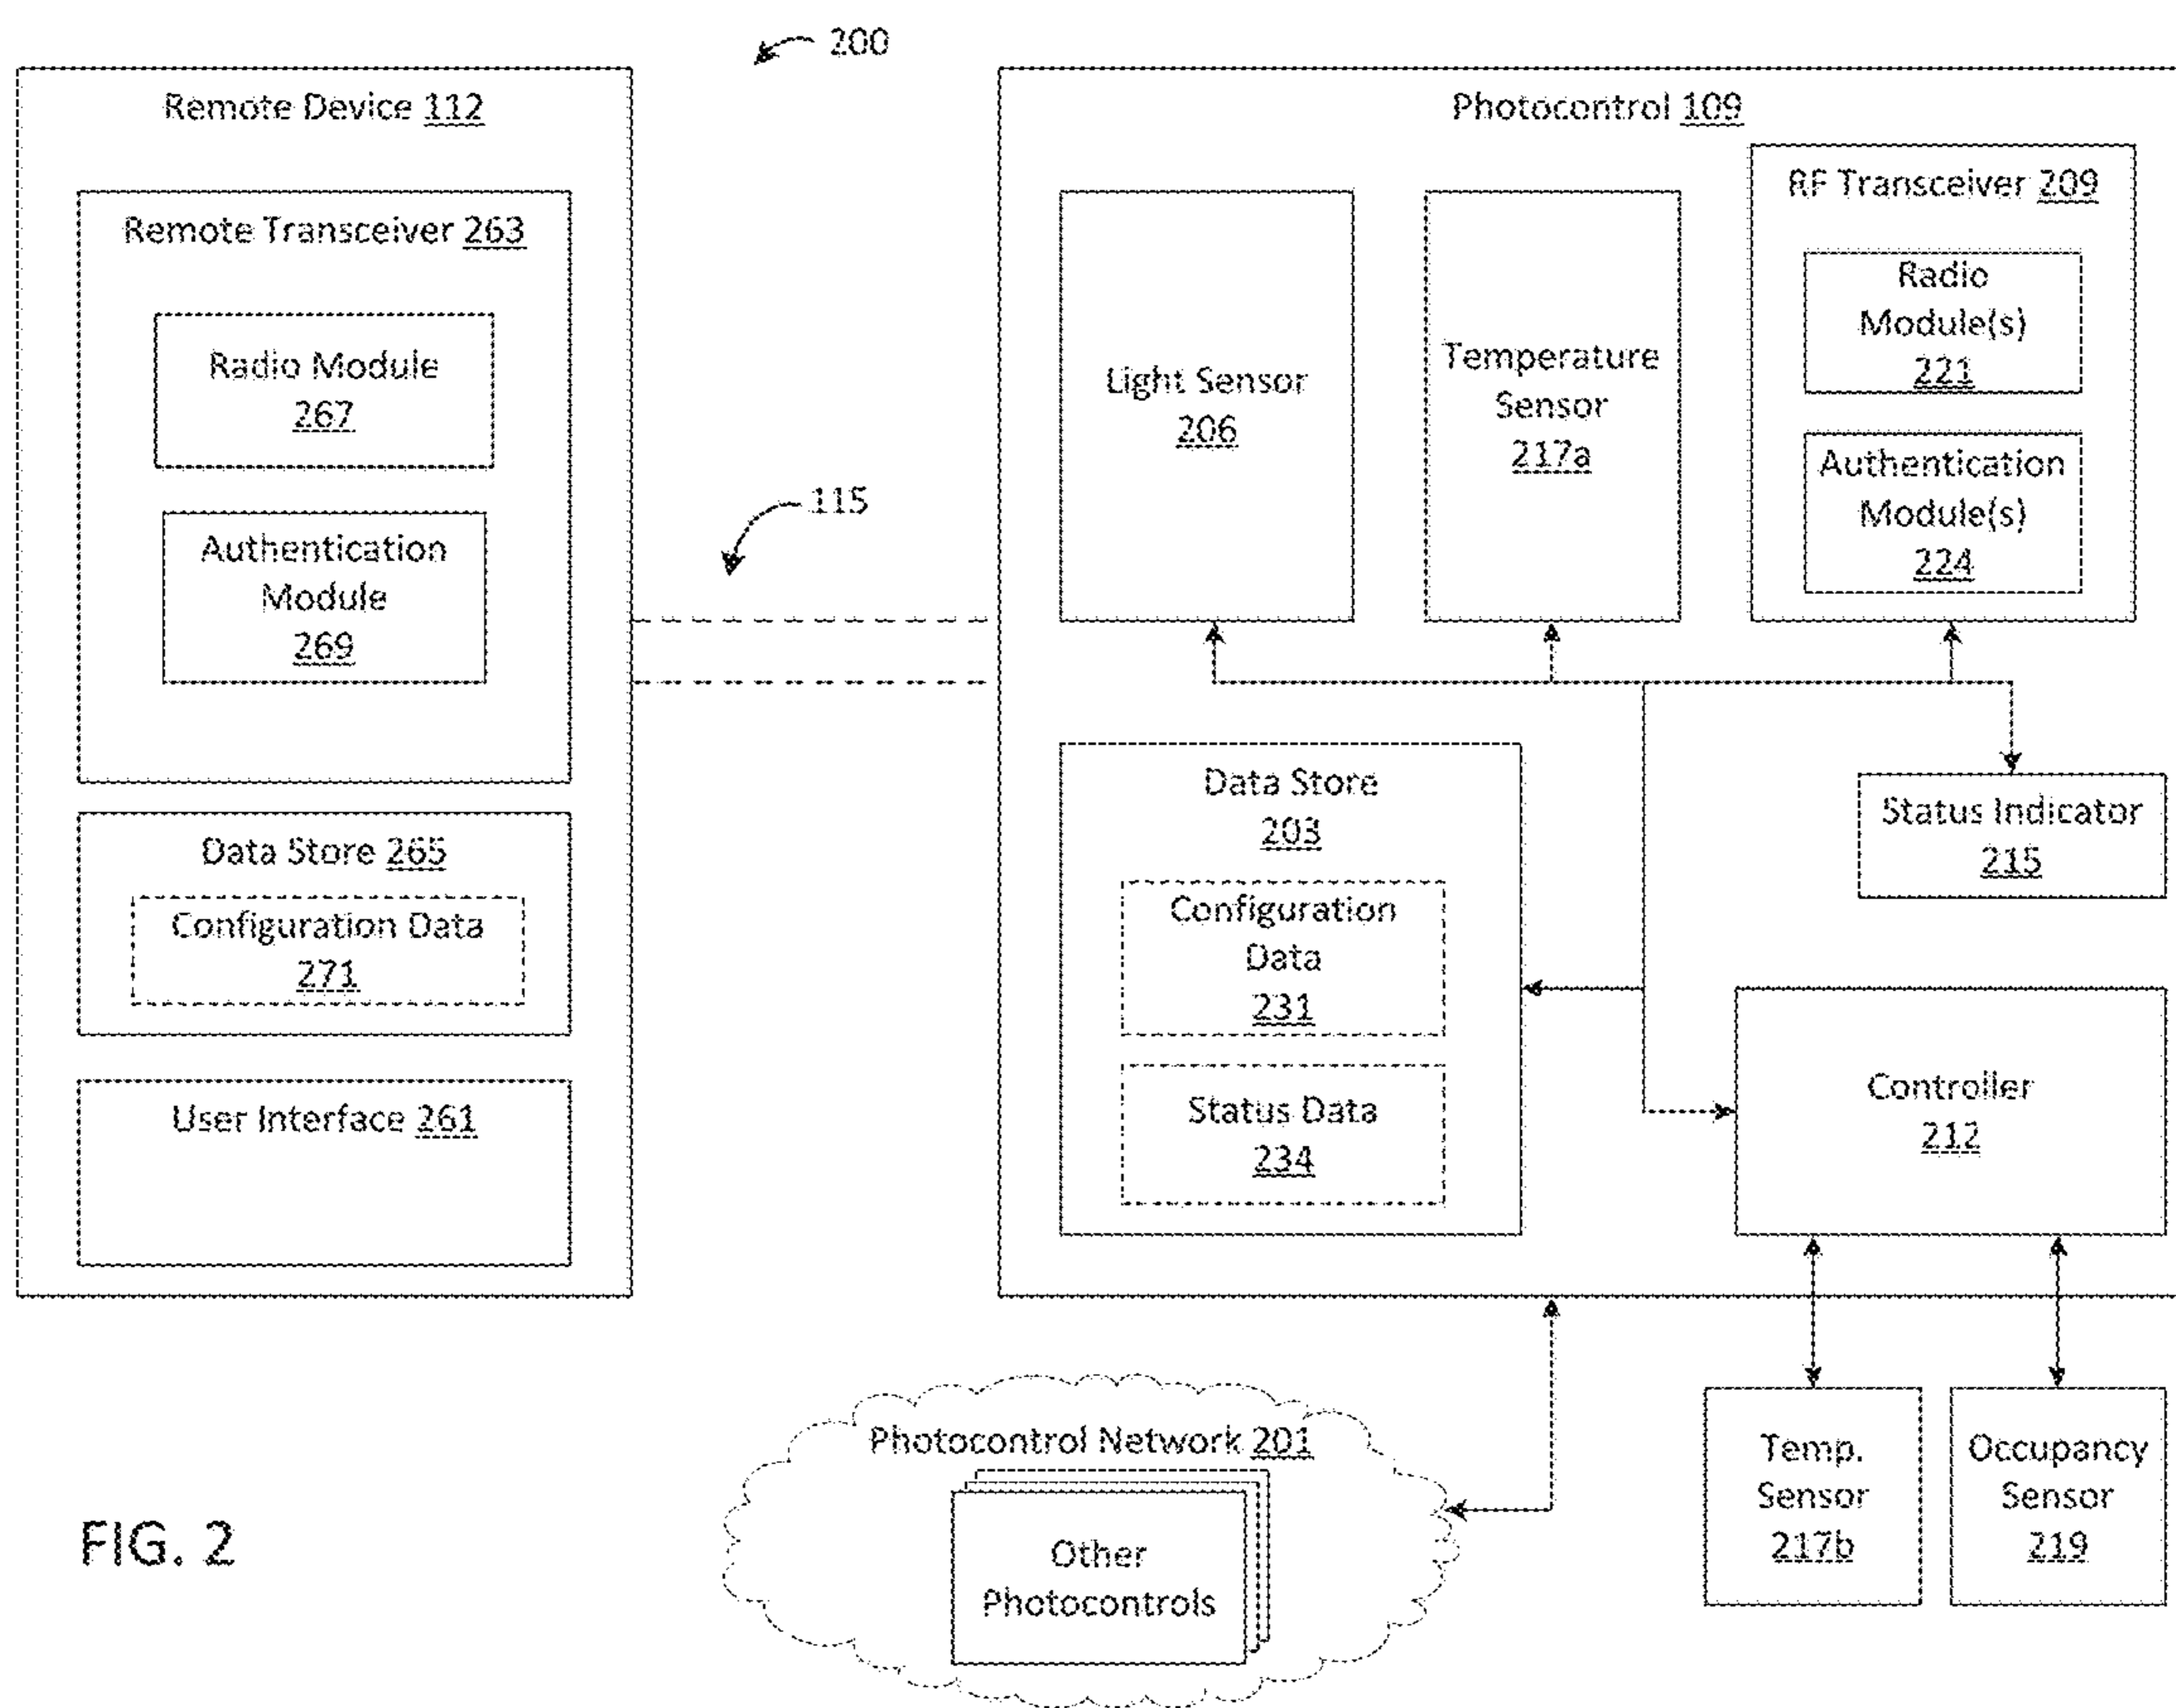 200
Remote Device 112
Remote Transceiver 263
Radio Module
267
Authentication
Module
269
Data Store 265
Configuration Data
271
User Interface 261
115
Photocontrol 109
Light Sensor
206
Temperature
Sensor
217a
RF Transceiver 209
Radio
Module(s)
221
Authentication
Module(s)
224
Data Store
203
Configuration
Data
231
Status Data
234
Status Indicator
215
Controller
212
Photocontrol Network 201
Other
Photocontrols
Temp.
Sensor
217b
Occupancy
Sensor
219
FIG. 2